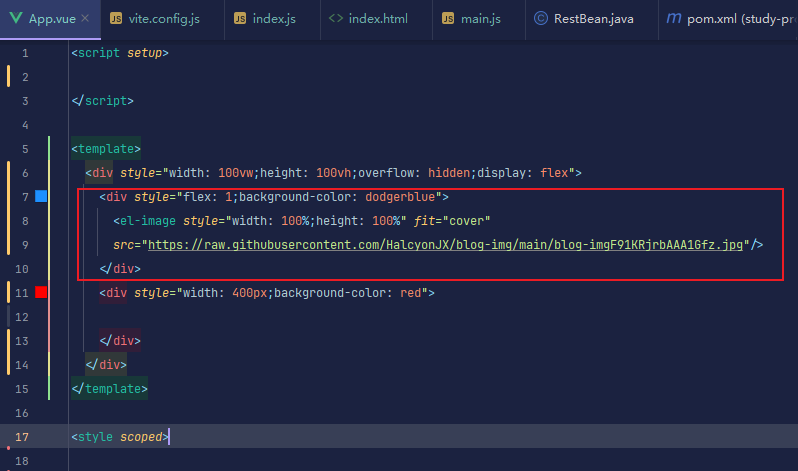 App.vue × JS vite.config.js JS index.js <> index.html JS main.js C RestBean.java m pom.xml (study-pr
1 <script setup>
2
3 </script>
4
5 <template>
6 <div style="width: 100vw;height: 100vh;overflow: hidden;display: flex">
7 <div style="flex: 1;background-color: dodgerblue">
8 <el-image style="width: 100%;height: 100%" fit="cover"
9 src="https://raw.githubusercontent.com/HalcyonJX/blog-img/main/blog-imgF91KRjrbAAA1Gfz.jpg"/>
10 </div>
11 <div style="width: 400px;background-color: red">
12
13 </div>
14 </div>
15 </template>
16
17 <style scoped>
18